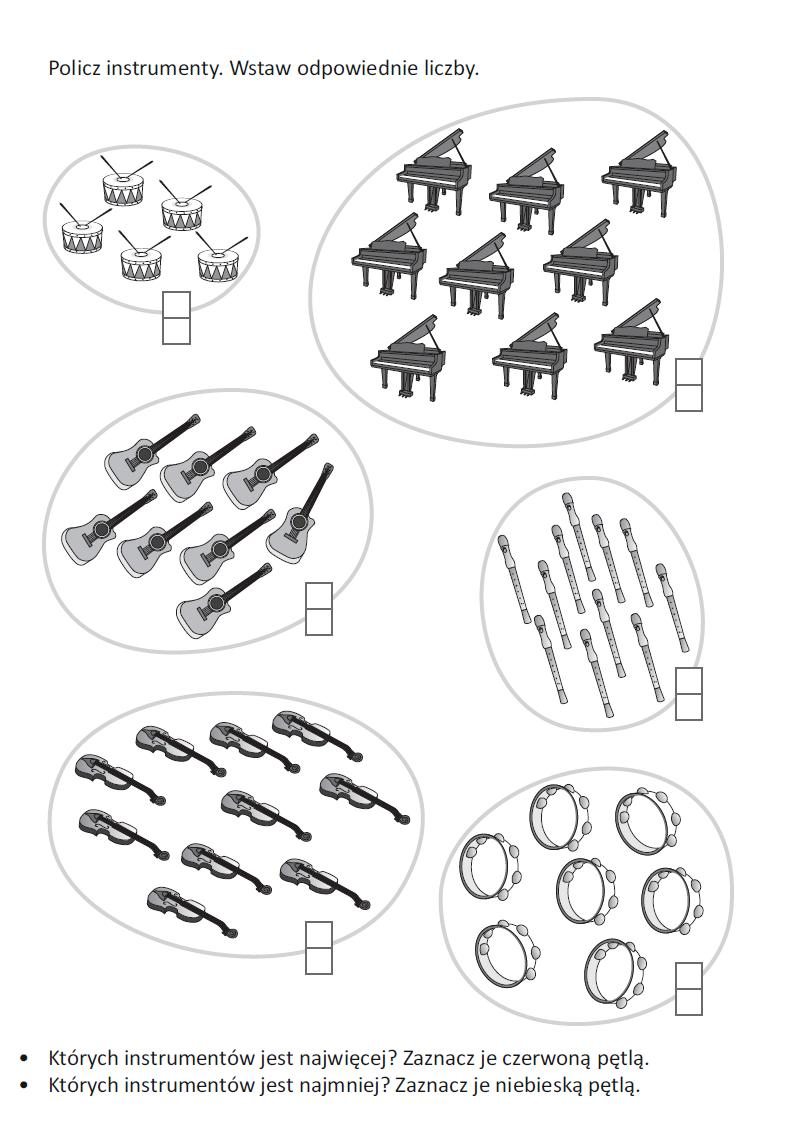 Policz instrumenty. Wstaw odpowiednie liczby.
• Których instrumentów jest najwięcej? Zaznacz je czerwoną pętlą.
• Których instrumentów jest najmniej? Zaznacz je niebieską pętlą.